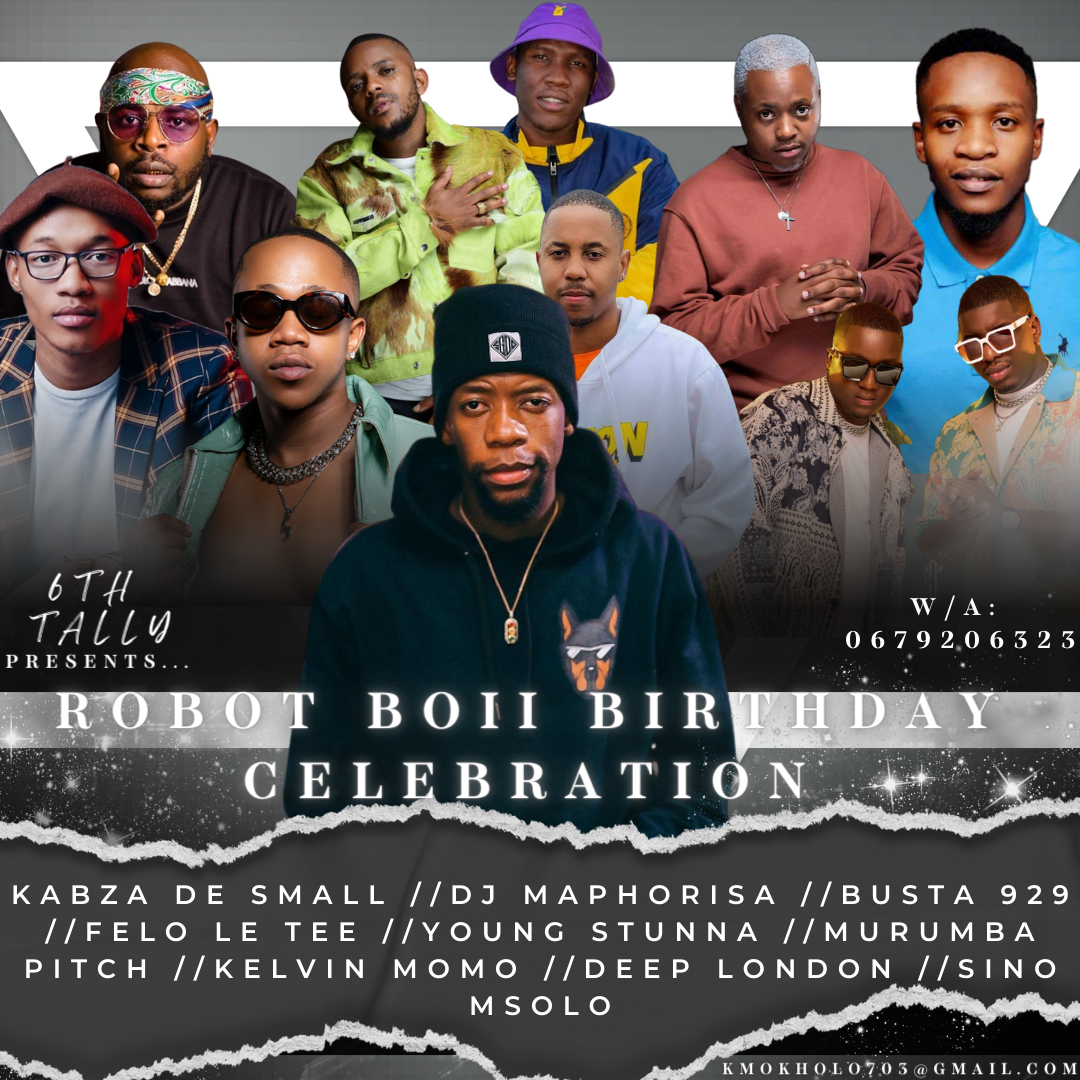 6TH
TALLY
PRESENTS...
W/A:
0679206323
ROBOT BOII BIRTHDAY
CELEBRATION
KABZA DE SMALL //DJ MAPHORISA //BUSTA 929
//FELO LE TEE //YOUNG STUNNA //MURUMBA
PITCH //KELVIN MOMO //DEEP LONDON //SINO
MSOLO
KMOKHOLO703@GMAIL.COM